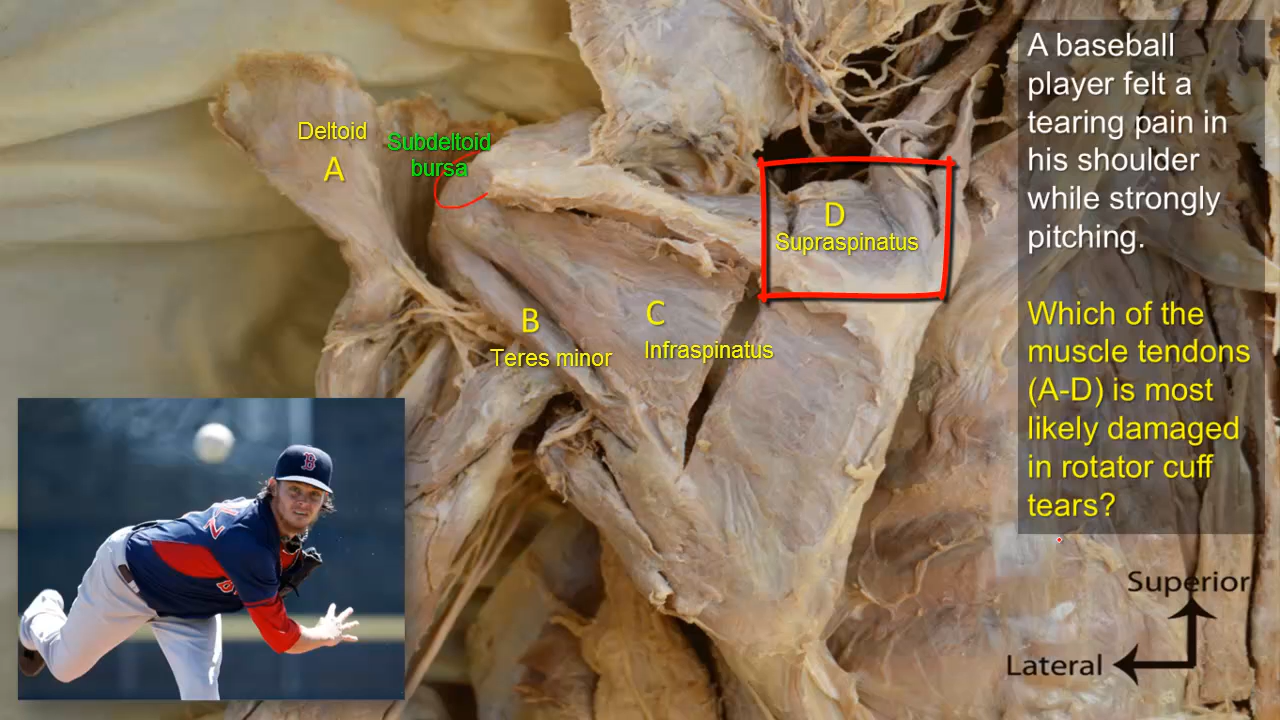 Deltoid
A
Subdeltoid
bursa
D
Supraspinatus
B
Teres minor
C
Infraspinatus
A baseball
player felt a
tearing pain in
his shoulder
while strongly
pitching.
Which of the
muscle tendons
(A-D) is most
likely damaged
in rotator cuff
tears?
Superior
Lateral
B